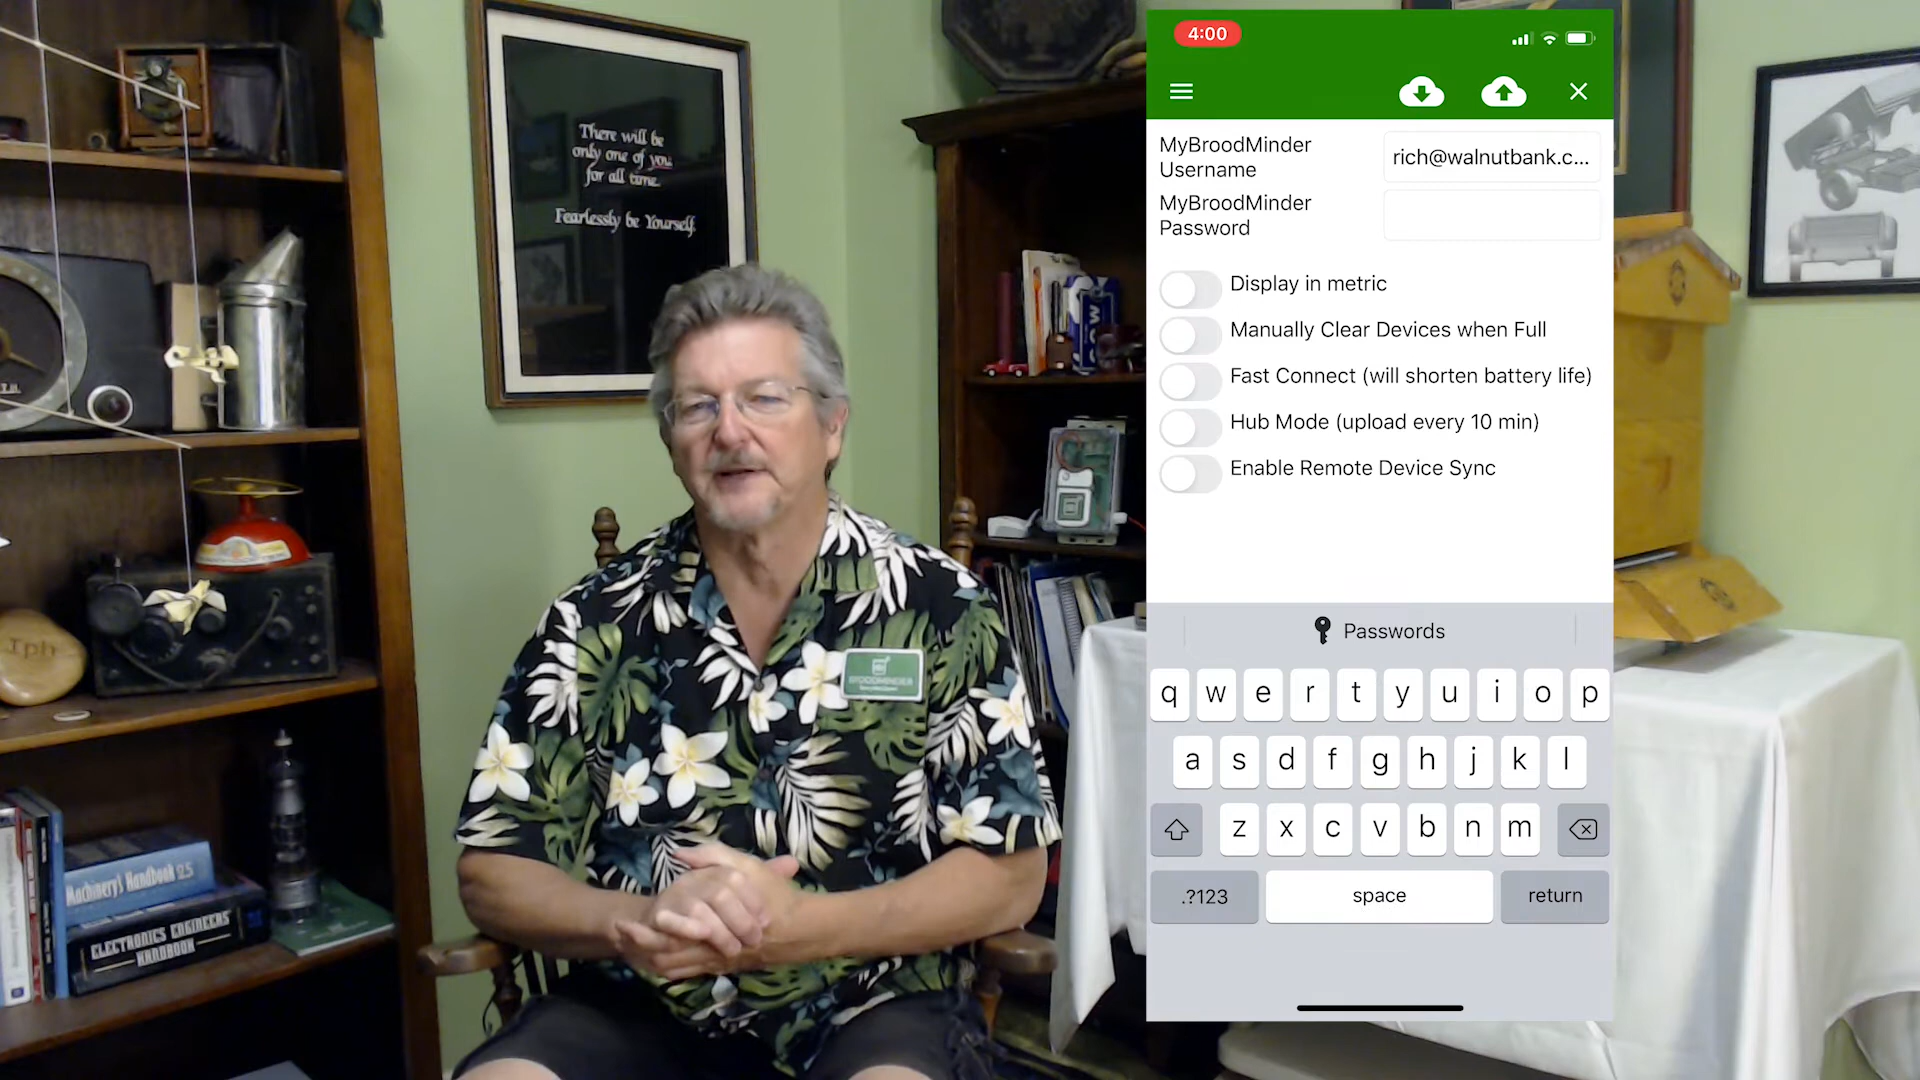 There will be
only one of you
for all time.
Fearlessly be Yourself.
4:00
MyBroodMinder
Username
rich@walnutbank.c...
MyBroodMinder
Password
Display in metric
Manually Clear Devices when Full
Fast Connect (will shorten battery life)
Hub Mode (upload every 10 min)
Enable Remote Device Sync
Passwords
q w e r t y u i o p
a s d f g h j k l
z x c v b n m
.?123 space return
BROODMINDER
Tph
Machinery's Handbook 25
ELECTRONICS ENGINEERS
HANDBOOK